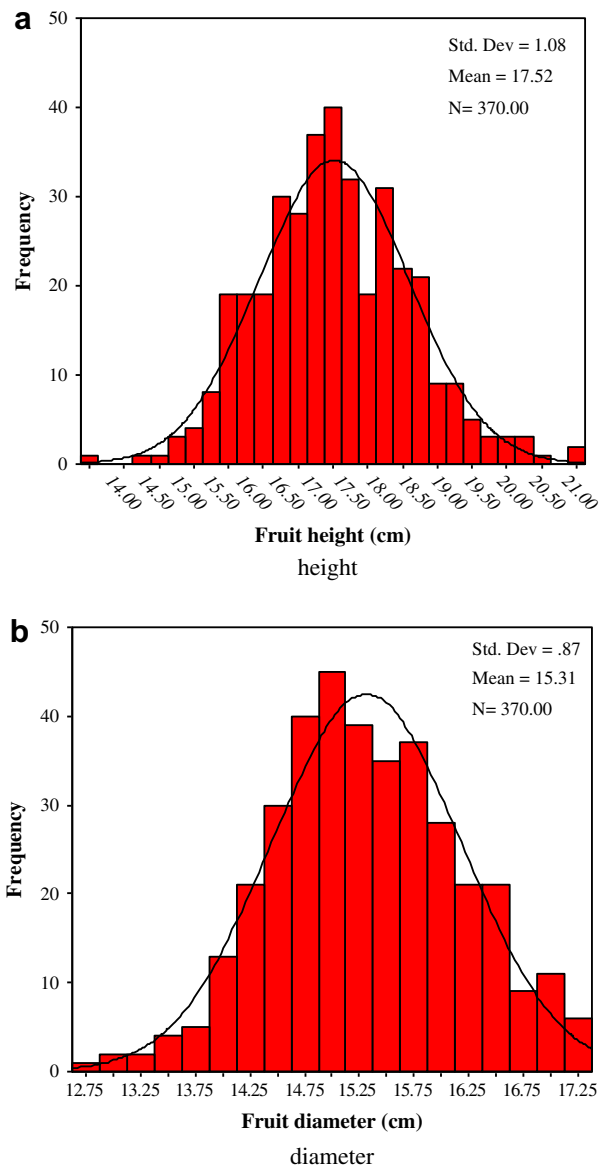 a
50
Std. Dev = 1.08
Mean = 17.52
N= 370.00
40
30
20
10
0
Frequency
14.00 14.50 15.00 15.50 16.00 16.50 17.00 17.50 18.00 18.50 19.00 19.50 20.00 20.50 21.00
Fruit height (cm)
height
b
50
Std. Dev = .87
Mean = 15.31
N= 370.00
40
30
20
10
0
Frequency
12.75 13.25 13.75 14.25 14.75 15.25 15.75 16.25 16.75 17.25
Fruit diameter (cm)
diameter